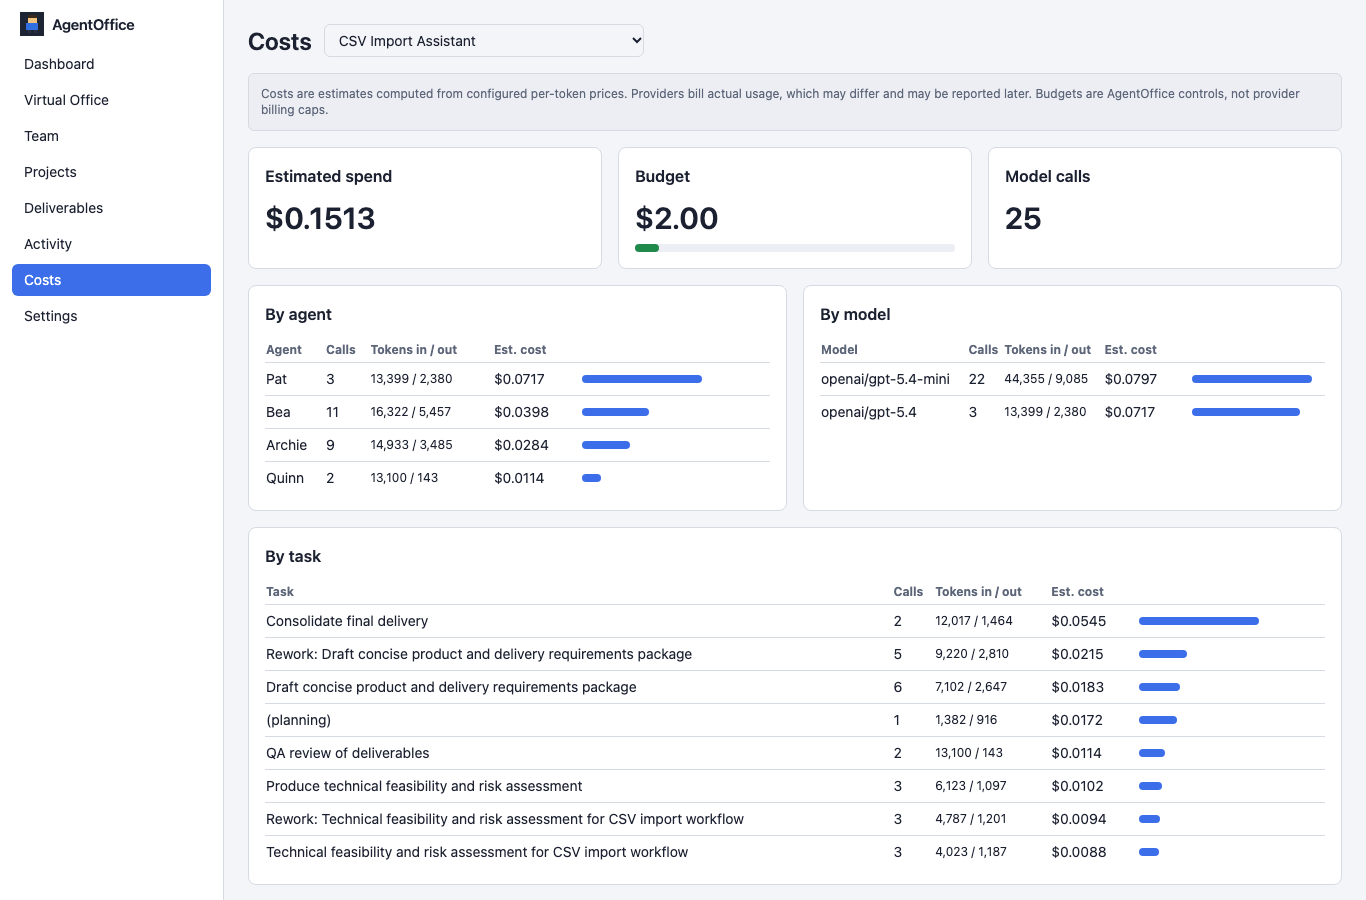 AgentOffice
Dashboard
Virtual Office
Team
Projects
Deliverables
Activity
Costs
Settings
Costs
CSV Import Assistant
Costs are estimates computed from configured per-token prices. Providers bill actual usage, which may differ and may be reported later. Budgets are AgentOffice controls, not provider
billing caps.
Estimated spend
$0.1513
Budget
$2.00
Model calls
25
By agent
Agent Calls Tokens in / out Est. cost
Pat 3 13,399 / 2,380 $0.0717
Bea 11 16,322 / 5,457 $0.0398
Archie 9 14,933 / 3,485 $0.0284
Quinn 2 13,100 / 143 $0.0114
By model
Model Calls Tokens in / out Est. cost
openai/gpt-5.4-mini 22 44,355 / 9,085 $0.0797
openai/gpt-5.4 3 13,399 / 2,380 $0.0717
By task
Task Calls Tokens in / out Est. cost
Consolidate final delivery 2 12,017 / 1,464 $0.0545
Rework: Draft concise product and delivery requirements package 5 9,220 / 2,810 $0.0215
Draft concise product and delivery requirements package 6 7,102 / 2,647 $0.0183
(planning) 1 1,382 / 916 $0.0172
QA review of deliverables 2 13,100 / 143 $0.0114
Produce technical feasibility and risk assessment 3 6,123 / 1,097 $0.0102
Rework: Technical feasibility and risk assessment for CSV import workflow 3 4,787 / 1,201 $0.0094
Technical feasibility and risk assessment for CSV import workflow 3 4,023 / 1,187 $0.0088